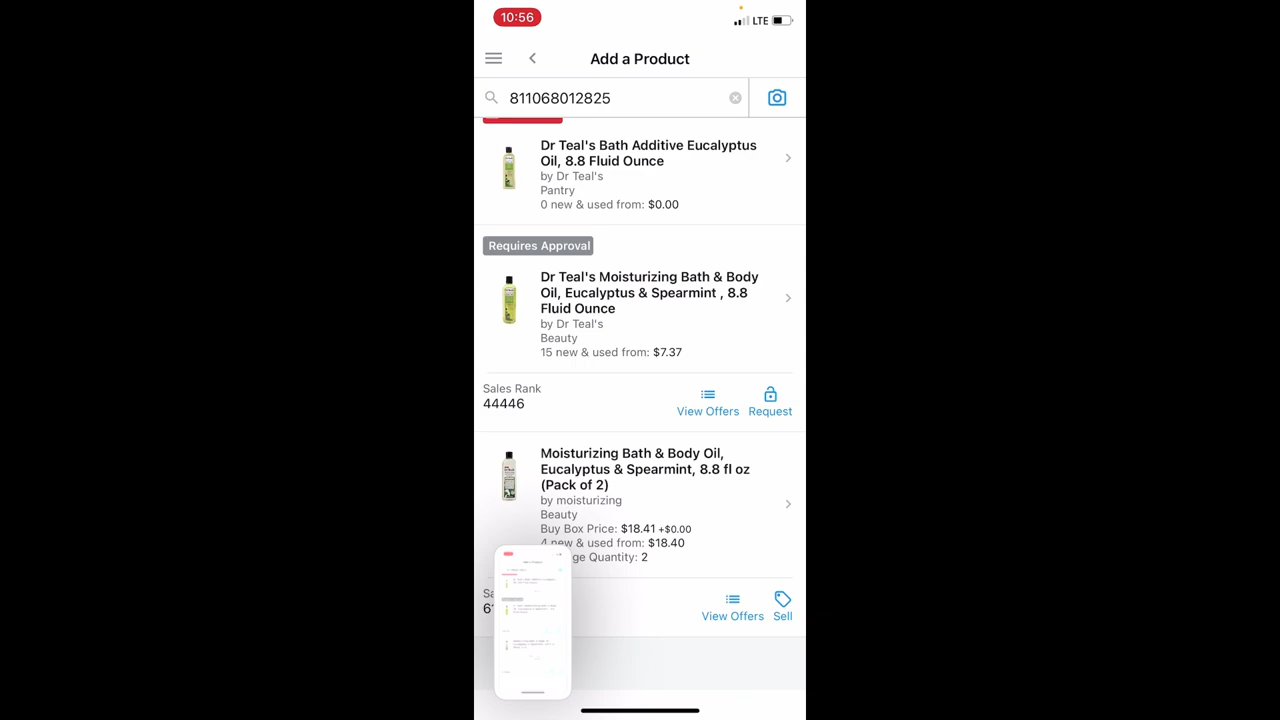 10:56
LTE
Add a Product
811068012825
Dr Teal's Bath Additive Eucalyptus
Oil, 8.8 Fluid Ounce
by Dr Teal's
Pantry
0 new & used from: $0.00
Requires Approval
Dr Teal's Moisturizing Bath & Body
Oil, Eucalyptus & Spearmint , 8.8
Fluid Ounce
by Dr Teal's
Beauty
15 new & used from: $7.37
Sales Rank
44446
View Offers
Request
Moisturizing Bath & Body Oil,
Eucalyptus & Spearmint, 8.8 fl oz
(Pack of 2)
by moisturizing
Beauty
Buy Box Price: $18.41 +$0.00
4 new & used from: $18.40
ge Quantity: 2
Sa
View Offers
Sell